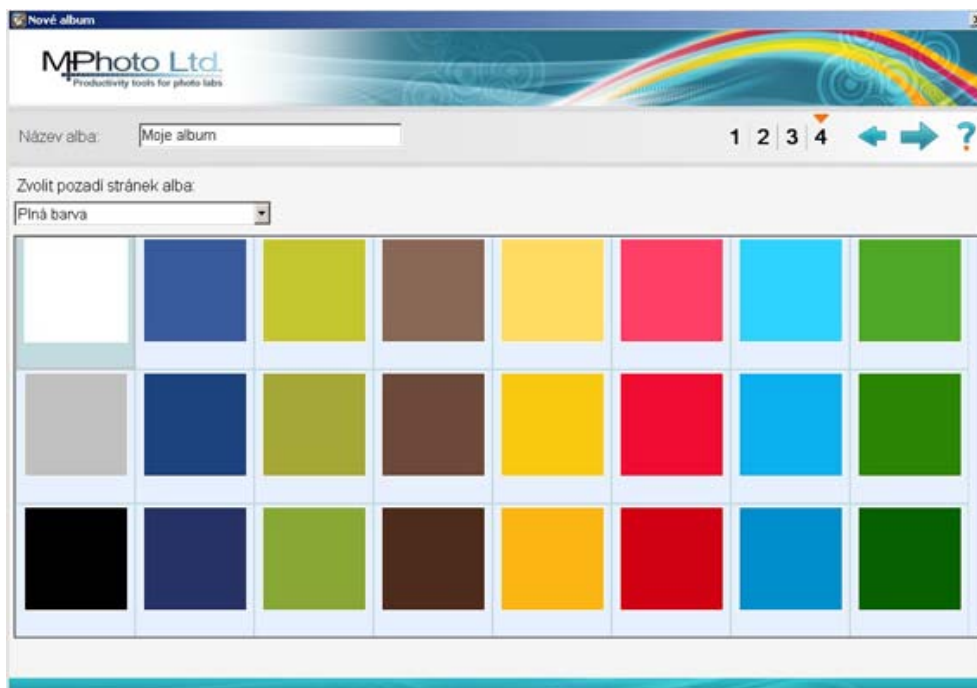 Nové album
MPhoto Ltd.
Productivity tools for photo labs
Název alba: Moje album 1 2 3 4 ?
Zvolit pozadí stránek alba:
Plná barva